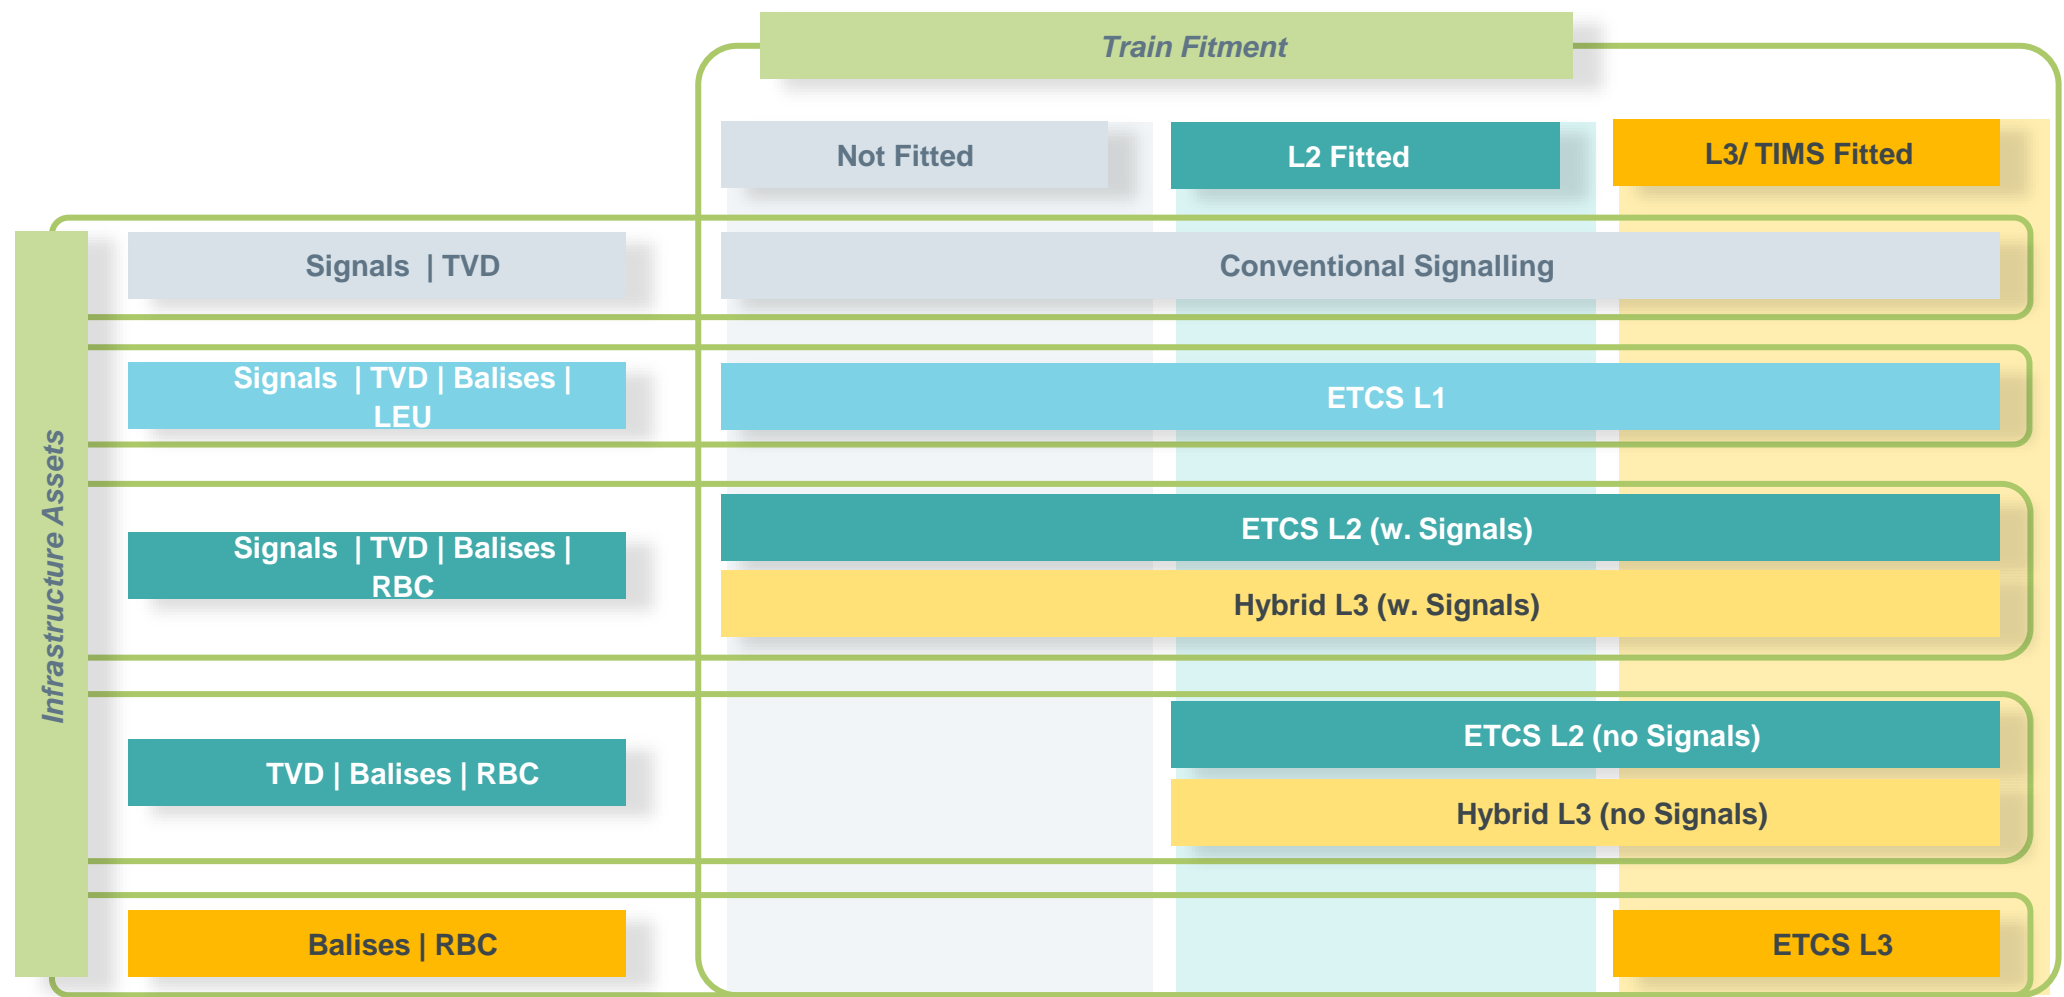 Train Fitment
Not Fitted
L2 Fitted
L3/ TIMS Fitted
Infrastructure Assets
Signals | TVD
Conventional Signalling
Signals | TVD | Balises |
LEU
ETCS L1
Signals | TVD | Balises |
RBC
ETCS L2 (w. Signals)
Hybrid L3 (w. Signals)
TVD | Balises | RBC
ETCS L2 (no Signals)
Hybrid L3 (no Signals)
Balises | RBC
ETCS L3